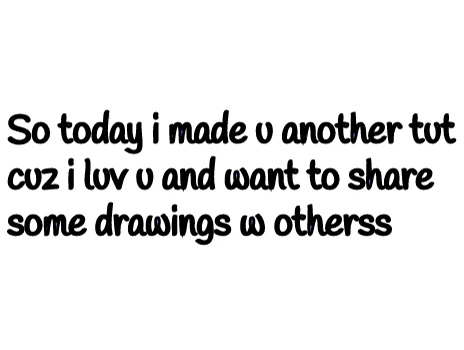 So today i made u another tut
cuz i luv u and want to share
some drawings w otherss